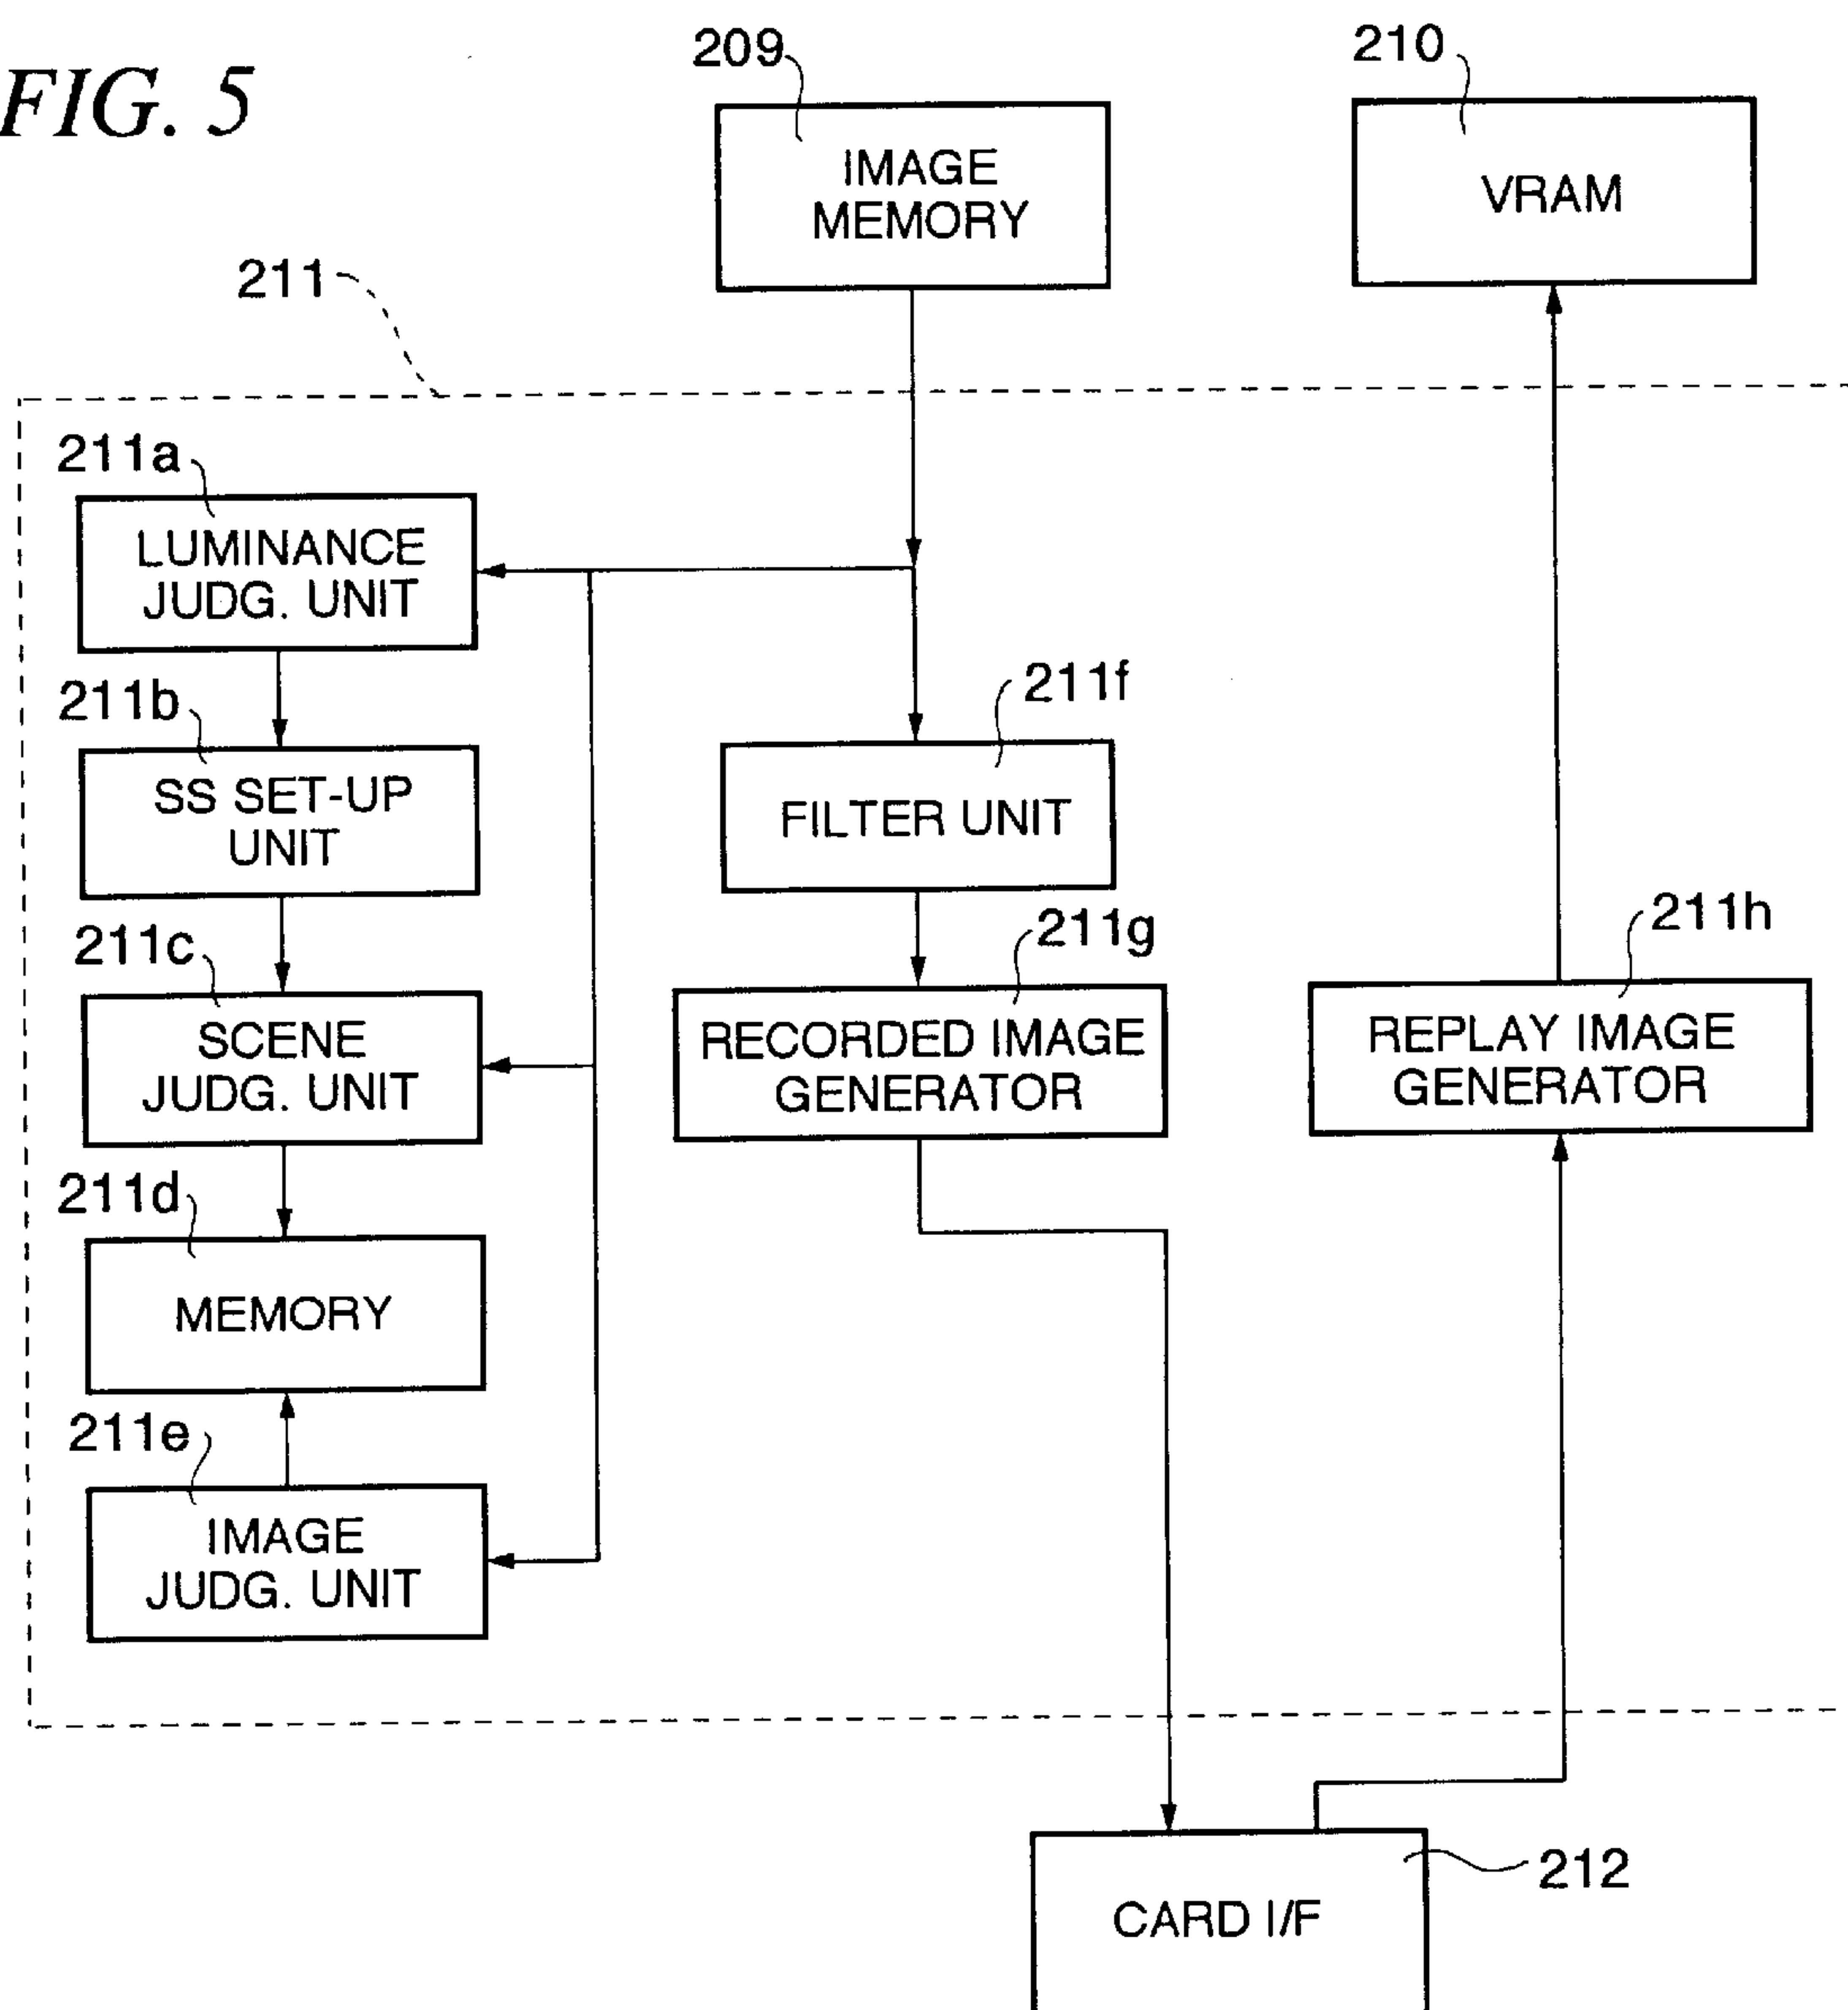 FIG. 5
209
210
IMAGE
MEMORY
VRAM
211
211a
LUMINANCE
JUDG. UNIT
211b
SS SET-UP
UNIT
211f
FILTER UNIT
211c
SCENE
JUDG. UNIT
211g
RECORDED IMAGE
GENERATOR
211h
REPLAY IMAGE
GENERATOR
211d
MEMORY
211e
IMAGE
JUDG. UNIT
212
CARD I/F